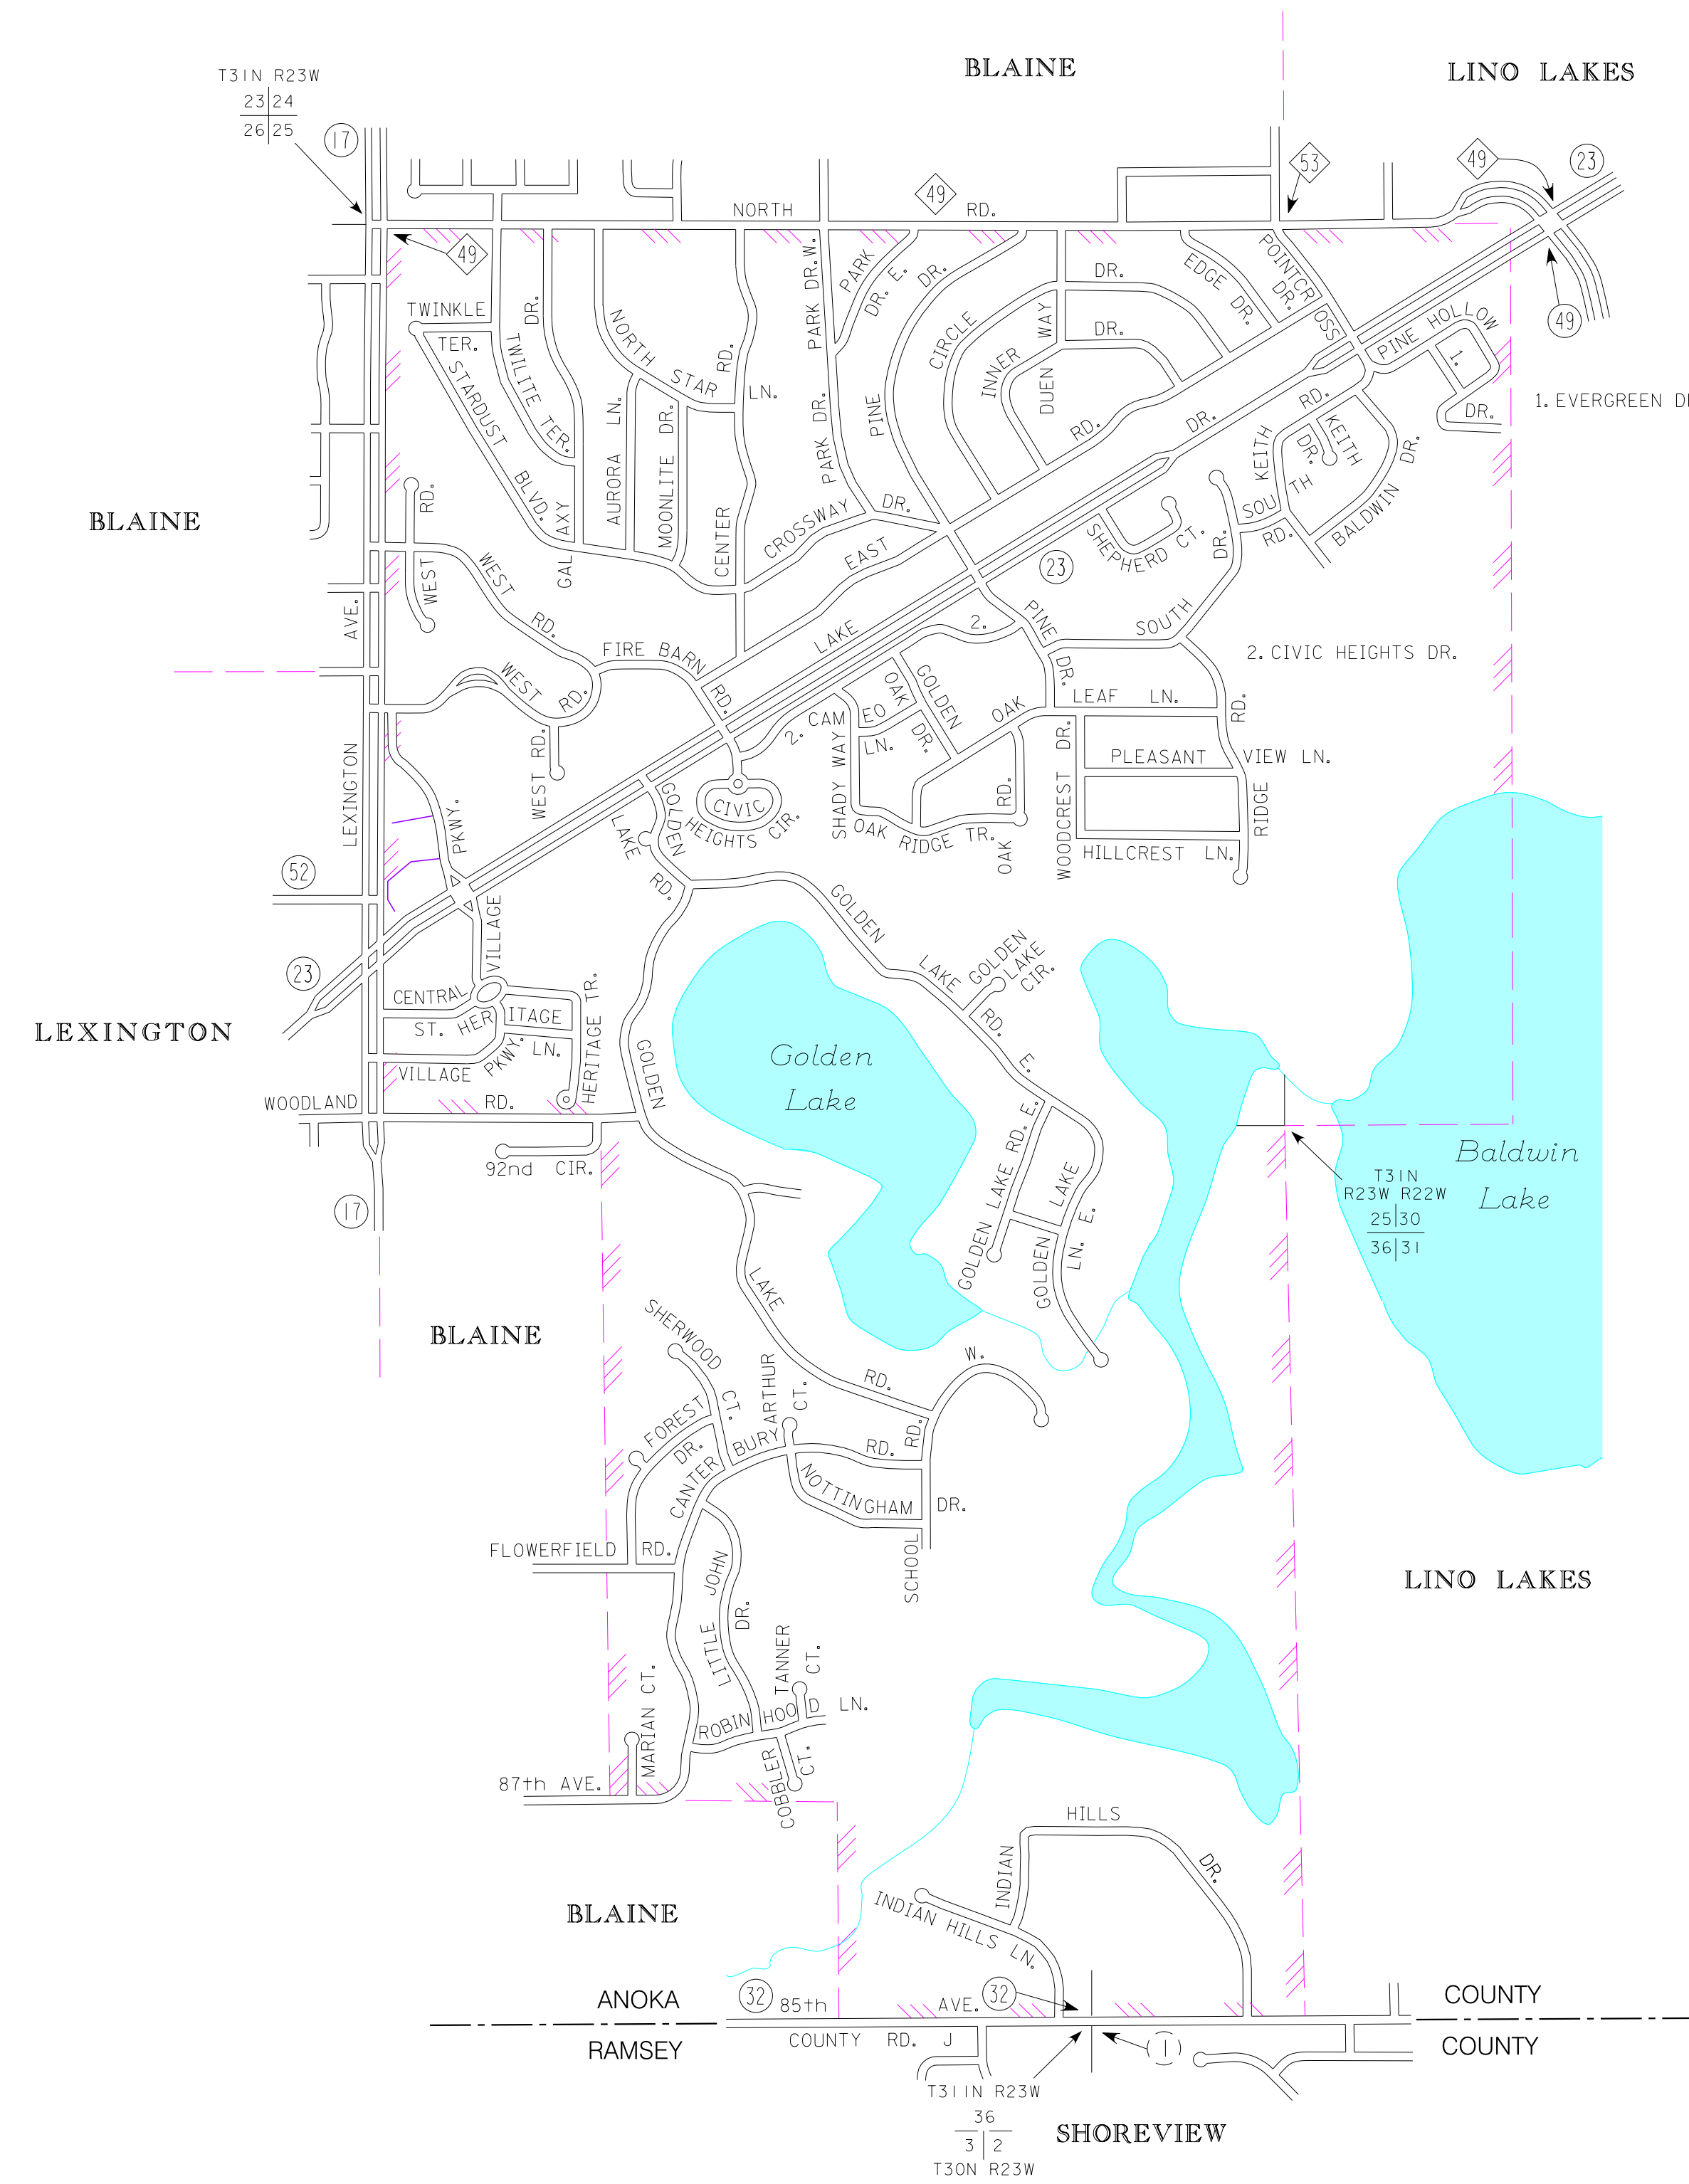 BLAINE
LINO LAKES
T31N R23W
23 24
26 25
17
49
53
49
23
NORTH RD.
49
49
TWINKLE TER.
DR.
TWILITE TER.
STARDUST BLVD.
GALAXY
NORTH STAR LN.
AURORA LN.
MOONLITE DR.
CENTER RD.
PARK DR. W.
PARK DR.
PARK DR. E.
PARK DR.
PINE DR.
CIRCLE DR.
INNER DR.
DUEN WAY
EDGE DR.
POINTCROSS DR.
PINE HOLLOW DR.
1.
1. EVERGREEN DR
CROSSWAY DR.
EAST RD.
LAKE DR.
23
BLAINE
RD.
WEST
WEST RD.
AVE.
FIRE BARN RD.
WEST RD.
WEST RD.
LEXINGTON
PKWY.
SHEPHERD CT.
KEITH RD.
KEITH DR.
SOUTH RD.
BALDWIN DR.
SOUTH DR.
PINE DR.
2.
2. CIVIC HEIGHTS DR.
2.
CAMEO LN.
OAK
GOLDEN OAK DR.
OAK LEAF LN.
SHADY WAY
OAK RIDGE TR.
OAK RD.
WOODCREST DR.
PLEASANT VIEW LN.
HILLCREST LN.
RIDGE RD.
CIVIC HEIGHTS CIR.
GOLDEN LAKE RD.
52
23
VILLAGE
CENTRAL ST.
HERITAGE LN.
HERITAGE TR.
VILLAGE PKWY.
LEXINGTON
WOODLAND RD.
92nd CIR.
17
GOLDEN LAKE RD.
Golden
Lake
GOLDEN LAKE RD. E.
GOLDEN LAKE CIR.
GOLDEN LAKE RD. E.
GOLDEN LAKE LN. E.
Baldwin
Lake
T31N
R23W R22W
25 30
36 31
BLAINE
W.
SHERWOOD CT.
ARTHUR CT.
FOREST DR.
CANTERBURY RD.
NOTTINGHAM DR.
SCHOOL RD.
FLOWERFIELD RD.
LITTLE JOHN DR.
TANNER CT.
MARIAN CT.
ROBIN HOOD LN.
COBBLER CT.
87th AVE.
LINO LAKES
HILLS
INDIAN
DR.
INDIAN HILLS LN.
BLAINE
ANOKA
32
85th AVE.
32
COUNTY
RAMSEY
COUNTY RD. J
1
COUNTY
T311N R23W
36
3 2
T30N R23W
SHOREVIEW